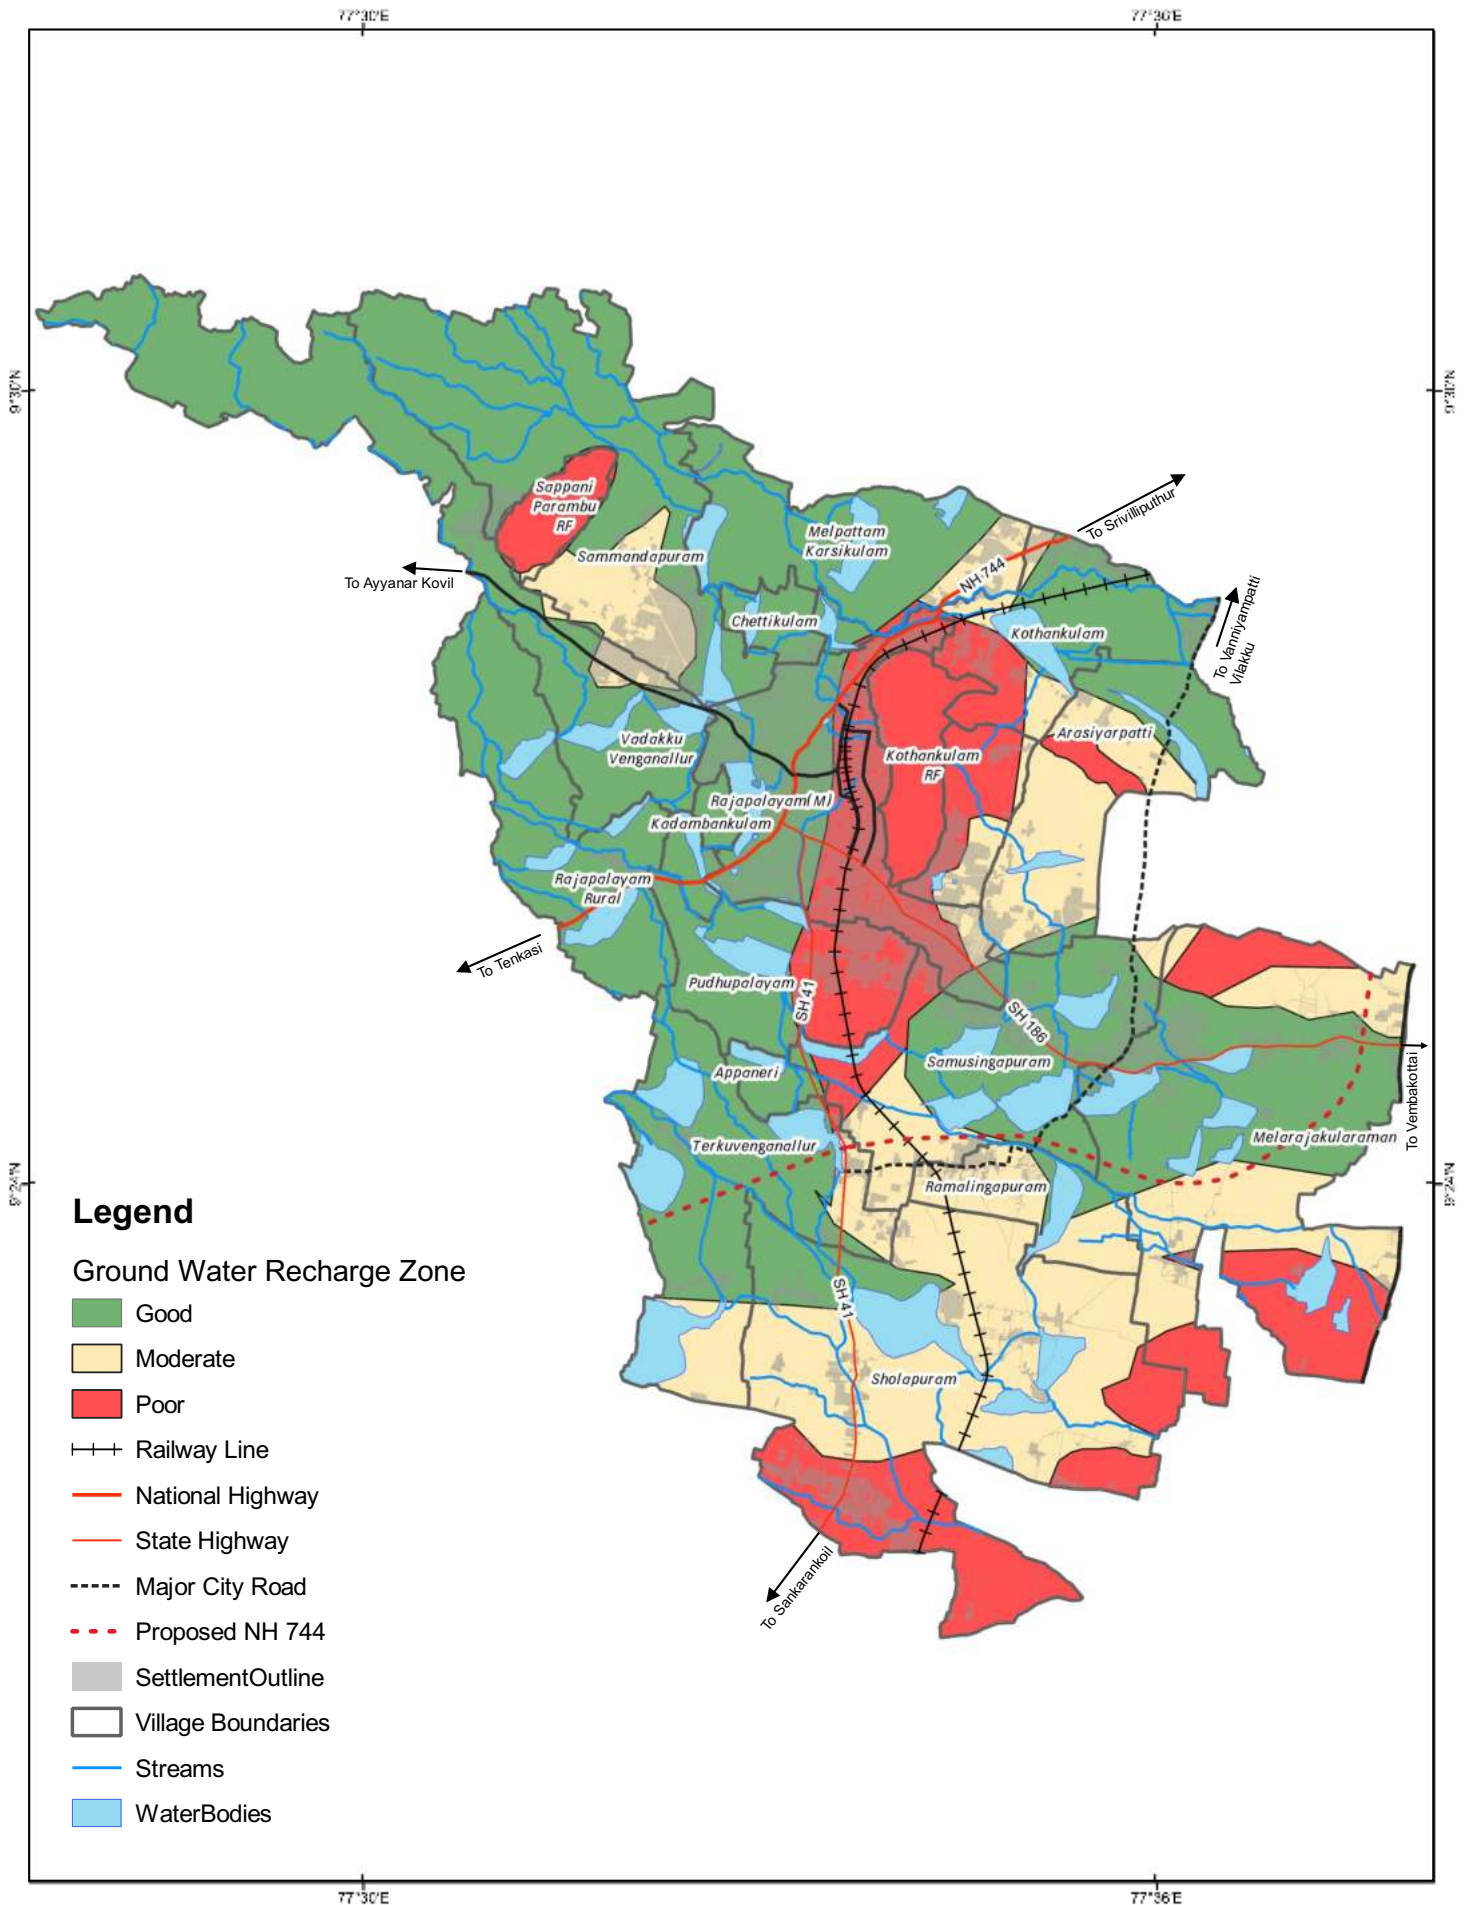 77°30'E
77°36'E
9°30'N
9°30'N
Sappani
Parambu
RF
To Srivilliputhur
Melpattam
Karsikulam
Sammandapuram
NH 744
To Ayyanar Kovil
To Vanniyampatti
Vilakku
Chettikulam
Kothankulam
Arasiyarpatti
Vadakku
Venganallur
Kothankulam
RF
Rajapalayam(M)
Kadambankulam
Rajapalayam
Rural
To Tenkasi
Pudhupalayam
SH 41
SH 186
Samusingapuram
Appaneri
To Vembakottai
Melarajakularaman
Terkuvenganallur
Ramalingapuram
9°24'N
9°24'N
SH 41
Sholapuram
To Sankarankoil
Legend
Ground Water Recharge Zone
Good
Moderate
Poor
Railway Line
National Highway
State Highway
Major City Road
Proposed NH 744
SettlementOutline
Village Boundaries
Streams
WaterBodies
77°30'E
77°36'E